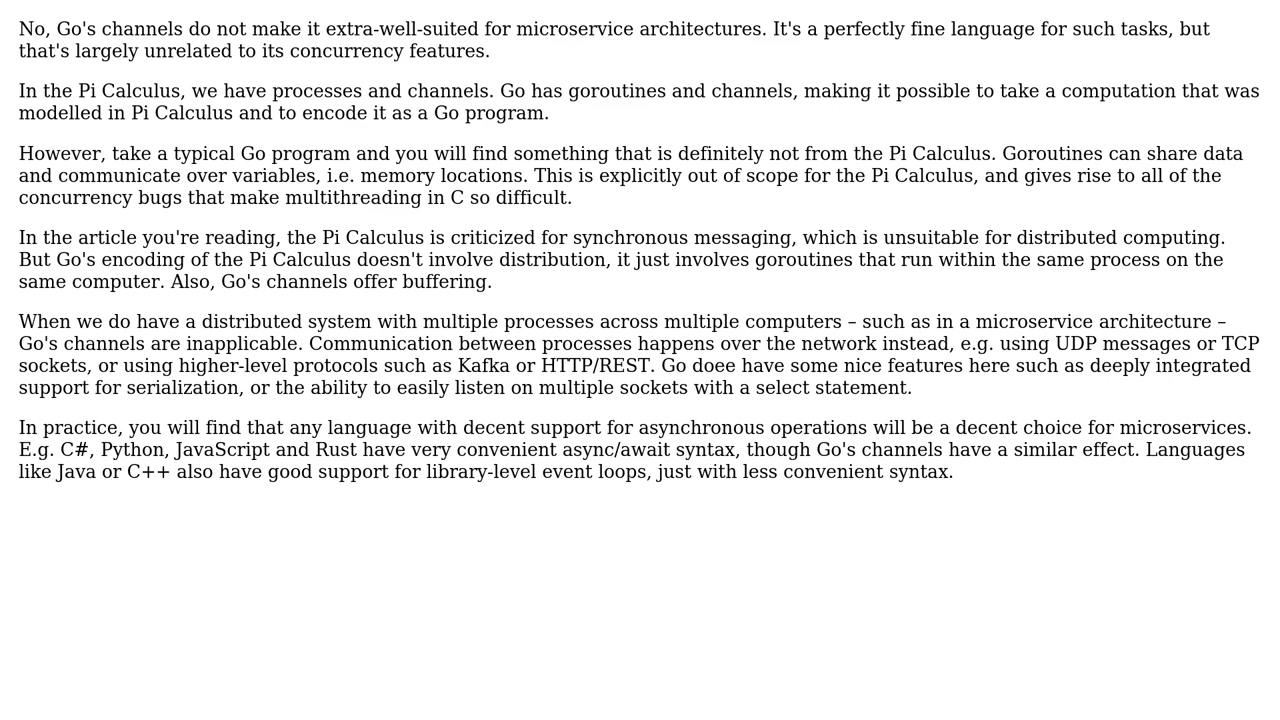 No, Go's channels do not make it extra-well-suited for microservice architectures. It's a perfectly fine language for such tasks, but
that's largely unrelated to its concurrency features.
In the Pi Calculus, we have processes and channels. Go has goroutines and channels, making it possible to take a computation that was
modelled in Pi Calculus and to encode it as a Go program.
However, take a typical Go program and you will find something that is definitely not from the Pi Calculus. Goroutines can share data
and communicate over variables, i.e. memory locations. This is explicitly out of scope for the Pi Calculus, and gives rise to all of the
concurrency bugs that make multithreading in C so difficult.
In the article you're reading, the Pi Calculus is criticized for synchronous messaging, which is unsuitable for distributed computing.
But Go's encoding of the Pi Calculus doesn't involve distribution, it just involves goroutines that run within the same process on the
same computer. Also, Go's channels offer buffering.
When we do have a distributed system with multiple processes across multiple computers – such as in a microservice architecture –
Go's channels are inapplicable. Communication between processes happens over the network instead, e.g. using UDP messages or TCP
sockets, or using higher-level protocols such as Kafka or HTTP/REST. Go doee have some nice features here such as deeply integrated
support for serialization, or the ability to easily listen on multiple sockets with a select statement.
In practice, you will find that any language with decent support for asynchronous operations will be a decent choice for microservices.
E.g. C#, Python, JavaScript and Rust have very convenient async/await syntax, though Go's channels have a similar effect. Languages
like Java or C++ also have good support for library-level event loops, just with less convenient syntax.